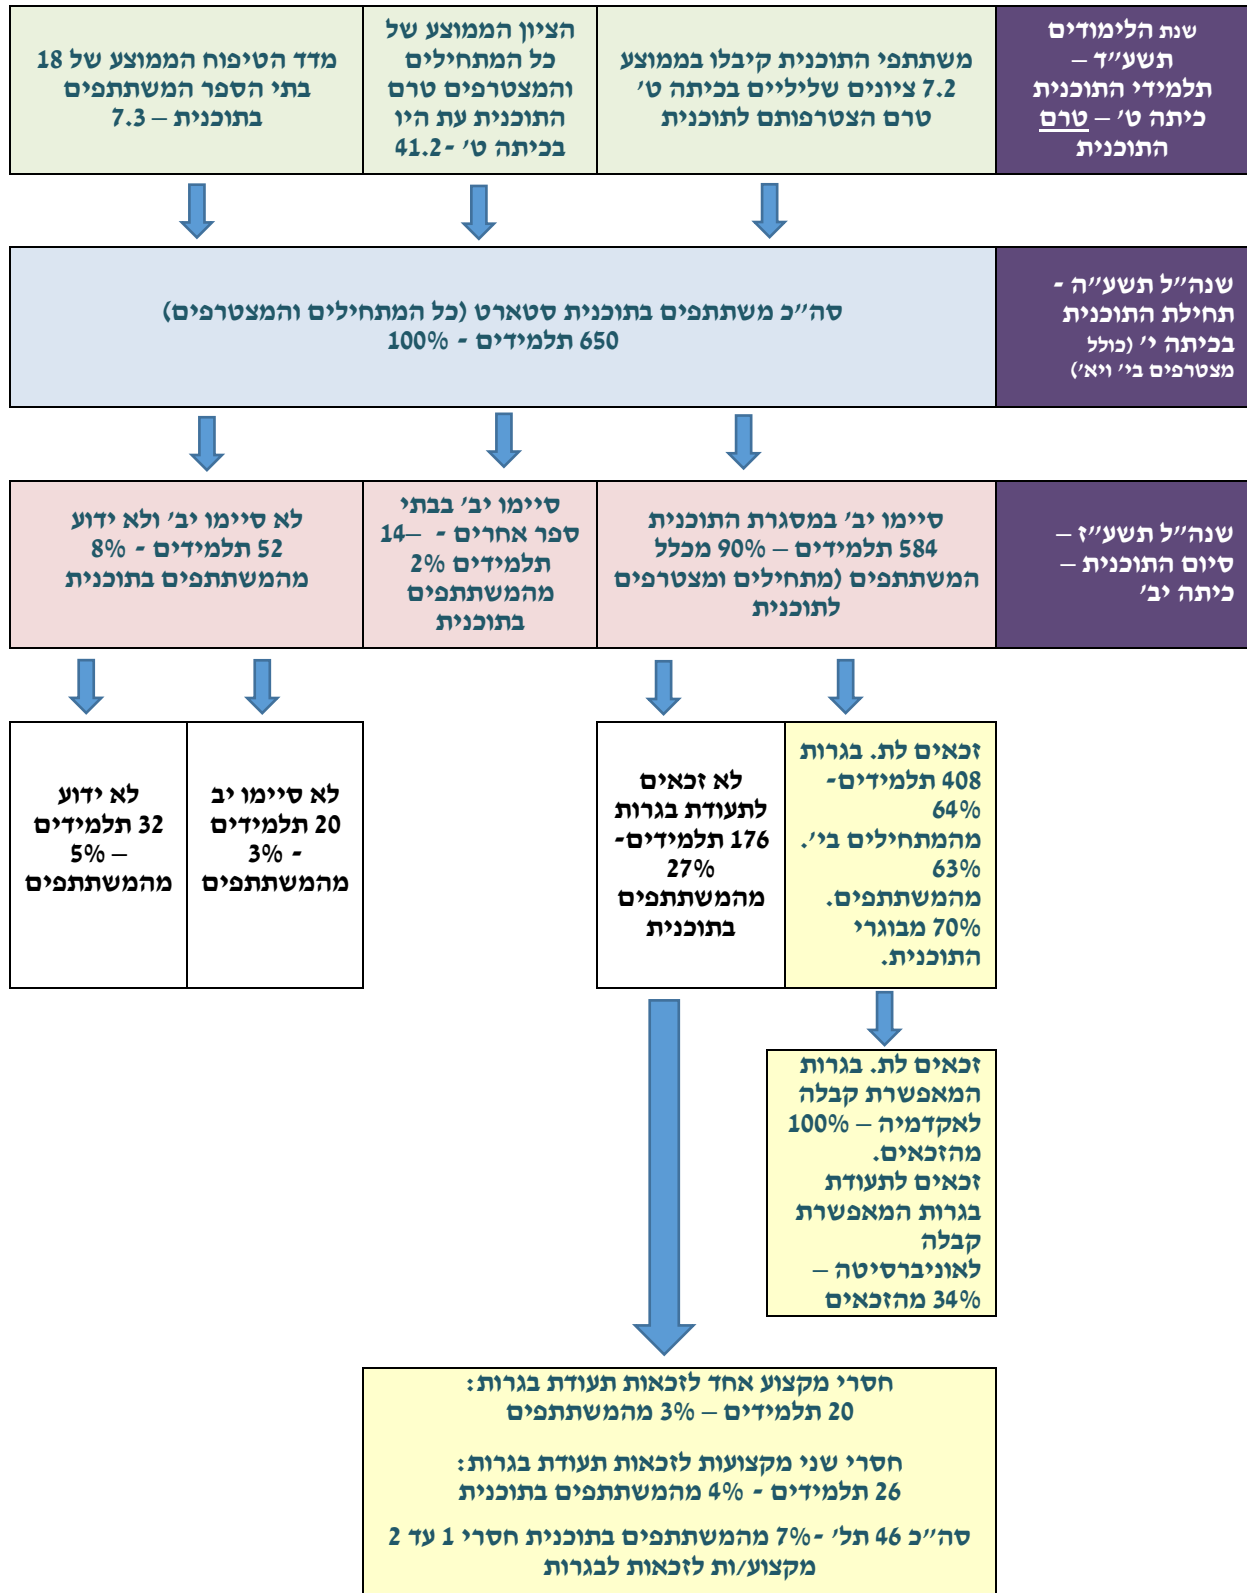 שנת הלימודים
תשע"ד –
תלמידי התוכנית
כיתה ט' – טרם
התוכנית
משתתפי התוכנית קיבלו בממוצע
7.2 ציונים שליליים בכיתה ט'
טרם הצטרפותם לתוכנית
הציון הממוצע של
כל המתחילים
והמצטרפים טרם
התוכנית עת היו
בכיתה ט' -41.2
מדד הטיפוח הממוצע של 18
בתי הספר המשתתפים
בתוכנית – 7.3
שנה"ל תשע"ה -
תחילת התוכנית
בכיתה י' (כולל
מצטרפים בי' ויא')
סה"כ משתתפים בתוכנית סטארט (כל המתחילים והמצטרפים)
650 תלמידים - 100%
שנה"ל תשע"ז –
סיום התוכנית –
כיתה יב'
סיימו יב' במסגרת התוכנית
584 תלמידים – 90% מכלל
המשתתפים (מתחילים ומצטרפים
לתוכנית
סיימו יב' בבתי
ספר אחרים - –14
תלמידים 2%
מהמשתתפים
בתוכנית
לא סיימו יב' ולא ידוע
52 תלמידים - 8%
מהמשתתפים בתוכנית
זכאים לת. בגרות
408 תלמידים-
64%
מהמתחילים בי'.
63%
מהמשתתפים.
70% מבוגרי
התוכנית.
לא זכאים
לתעודת בגרות
176 תלמידים-
27%
מהמשתתפים
בתוכנית
לא סיימו יב
20 תלמידים
- 3%
מהמשתתפים
לא ידוע
32 תלמידים
– 5%
מהמשתתפים
זכאים לת. בגרות
המאפשרת קבלה
לאקדמיה – 100%
מהזכאים.
זכאים לתעודת
בגרות המאפשרת
קבלה
לאוניברסיטה –
34% מהזכאים
חסרי מקצוע אחד לזכאות תעודת בגרות:
20 תלמידים – 3% מהמשתתפים
חסרי שני מקצועות לזכאות תעודת בגרות:
26 תלמידים - 4% מהמשתתפים בתוכנית
סה"כ 46 תל' -7% מהמשתתפים בתוכנית חסרי 1 עד 2
מקצוע/ות לזכאות לבגרות